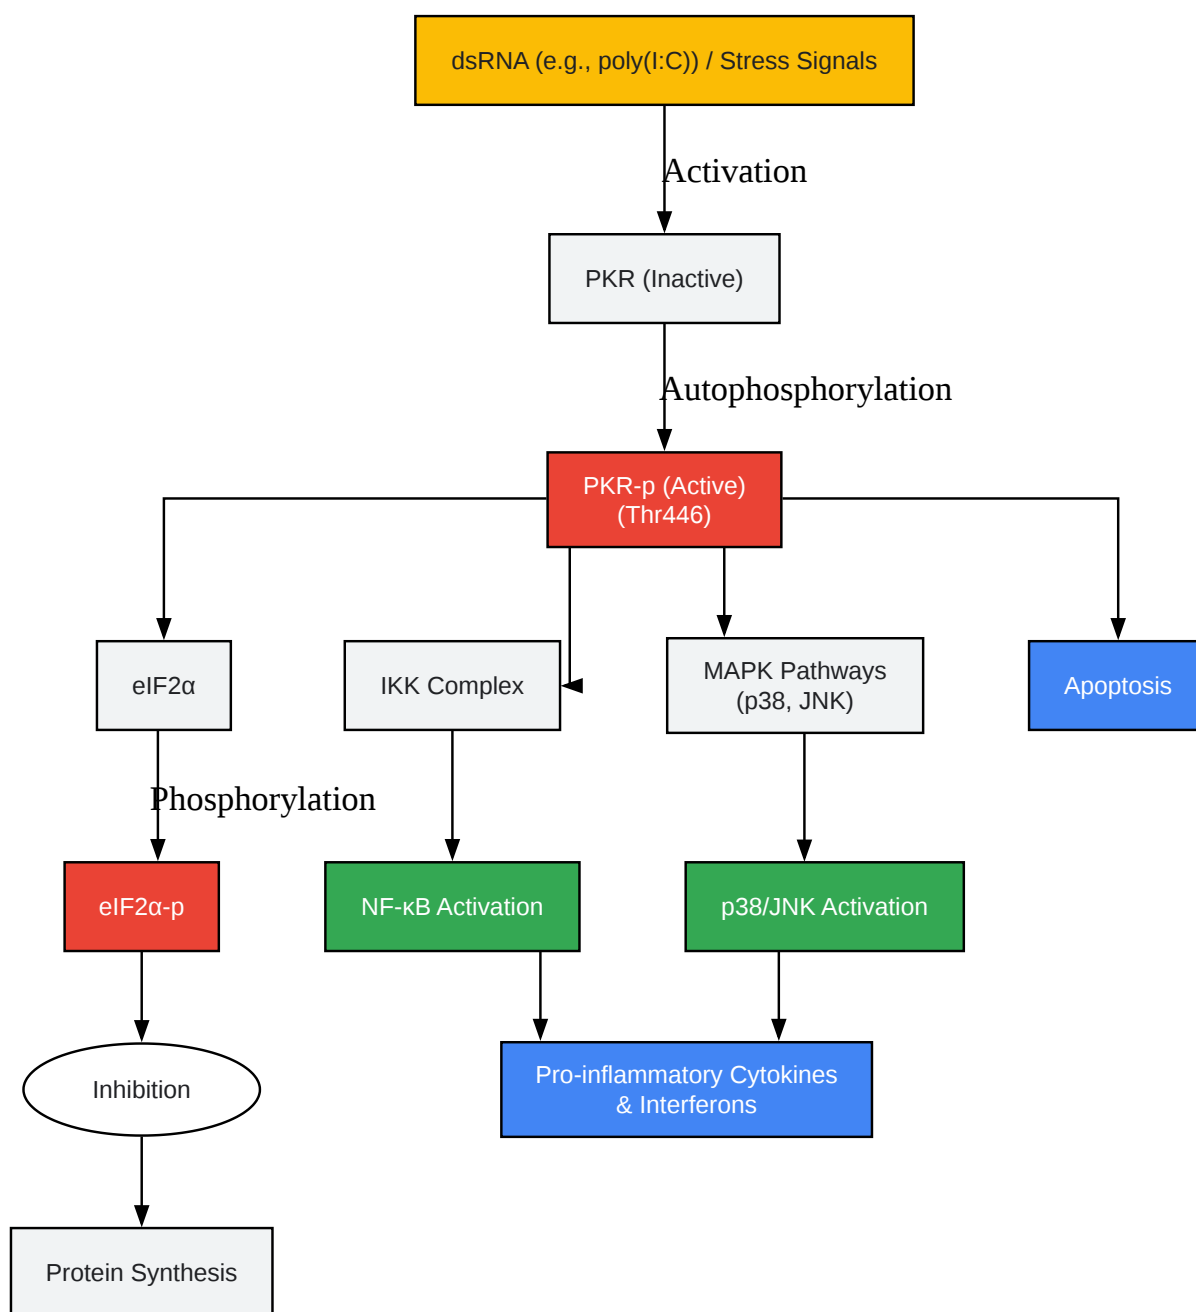 dsRNA (e.g., poly(I:C)) / Stress Signals
Activation
PKR (Inactive)
Autophosphorylation
PKR-p (Active)
(Thr446)
eIF2α
IKK Complex
MAPK Pathways
(p38, JNK)
Apoptosis
Phosphorylation
eIF2α-p
NF-κB Activation
p38/JNK Activation
Inhibition
Pro-inflammatory Cytokines
& Interferons
Protein Synthesis